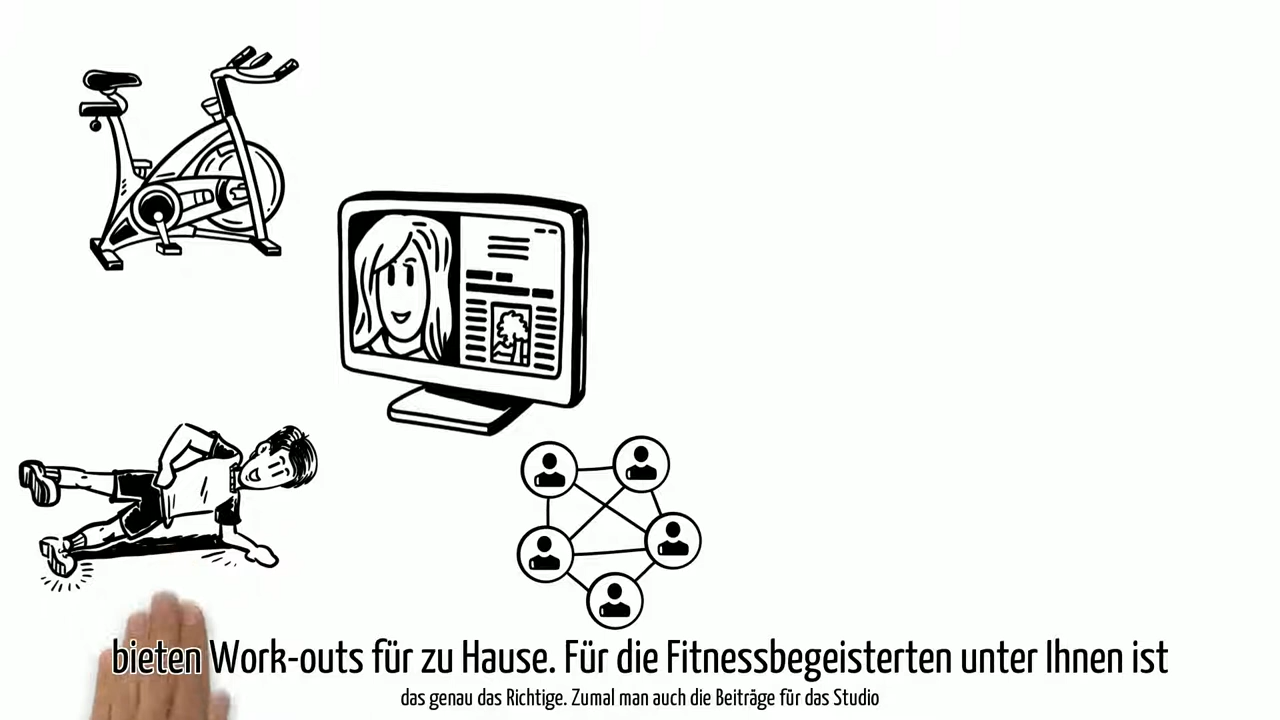 bieten Work-outs für zu Hause. Für die Fitnessbegeisterten unter Ihnen ist
das genau das Richtige. Zumal man auch die Beiträge für das Studio